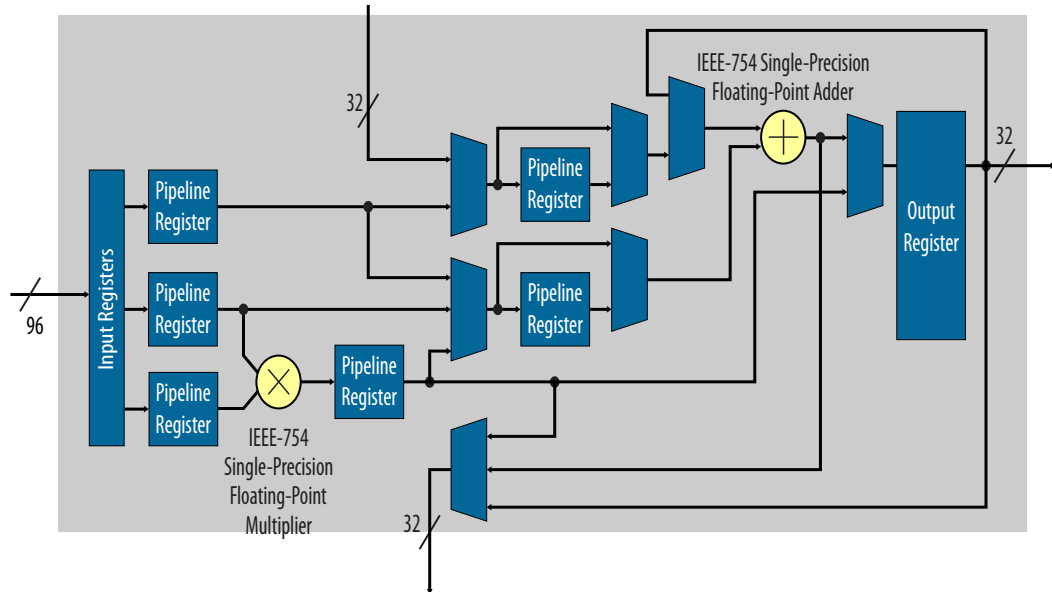 IEEE-754 Single-Precision
Floating-Point Adder
32
32
Pipeline
Register
Pipeline
Register
Input Registers
Output
Register
Pipeline
Register
Pipeline
Register
96
Pipeline
Register
Pipeline
Register
IEEE-754
Single-Precision
Floating-Point
Multiplier
32